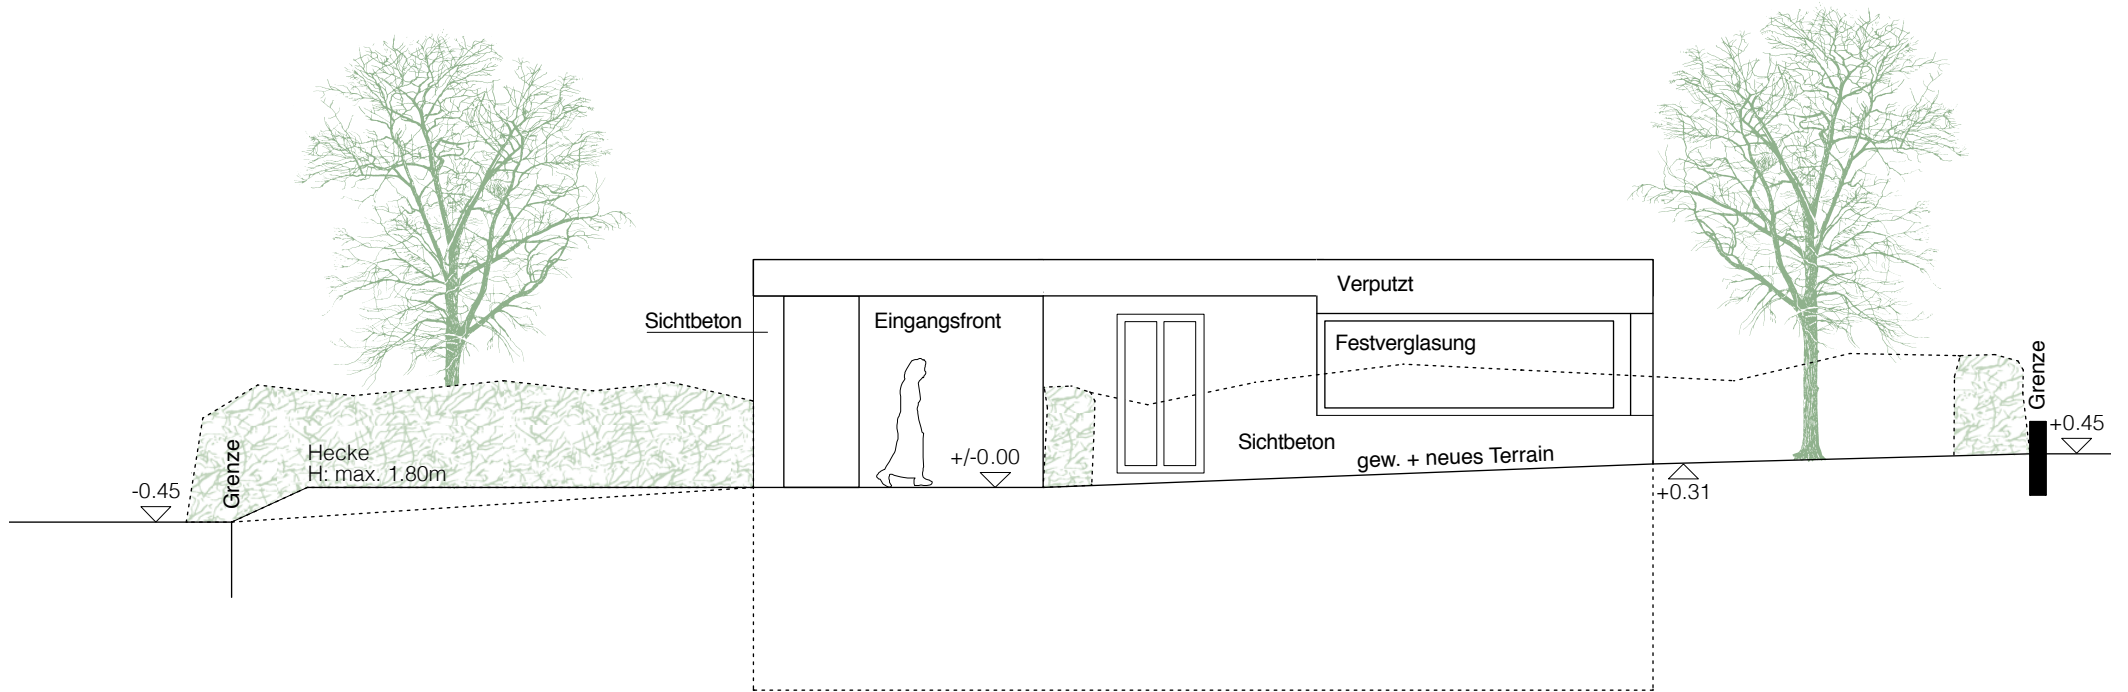 Verputzt
Sichtbeton
Eingangsfront
Festverglasung
Grenze
+0.45
Sichtbeton
Hecke
H: max. 1.80m
Grenze
+/-0.00
gew. + neues Terrain
-0.45
+0.31